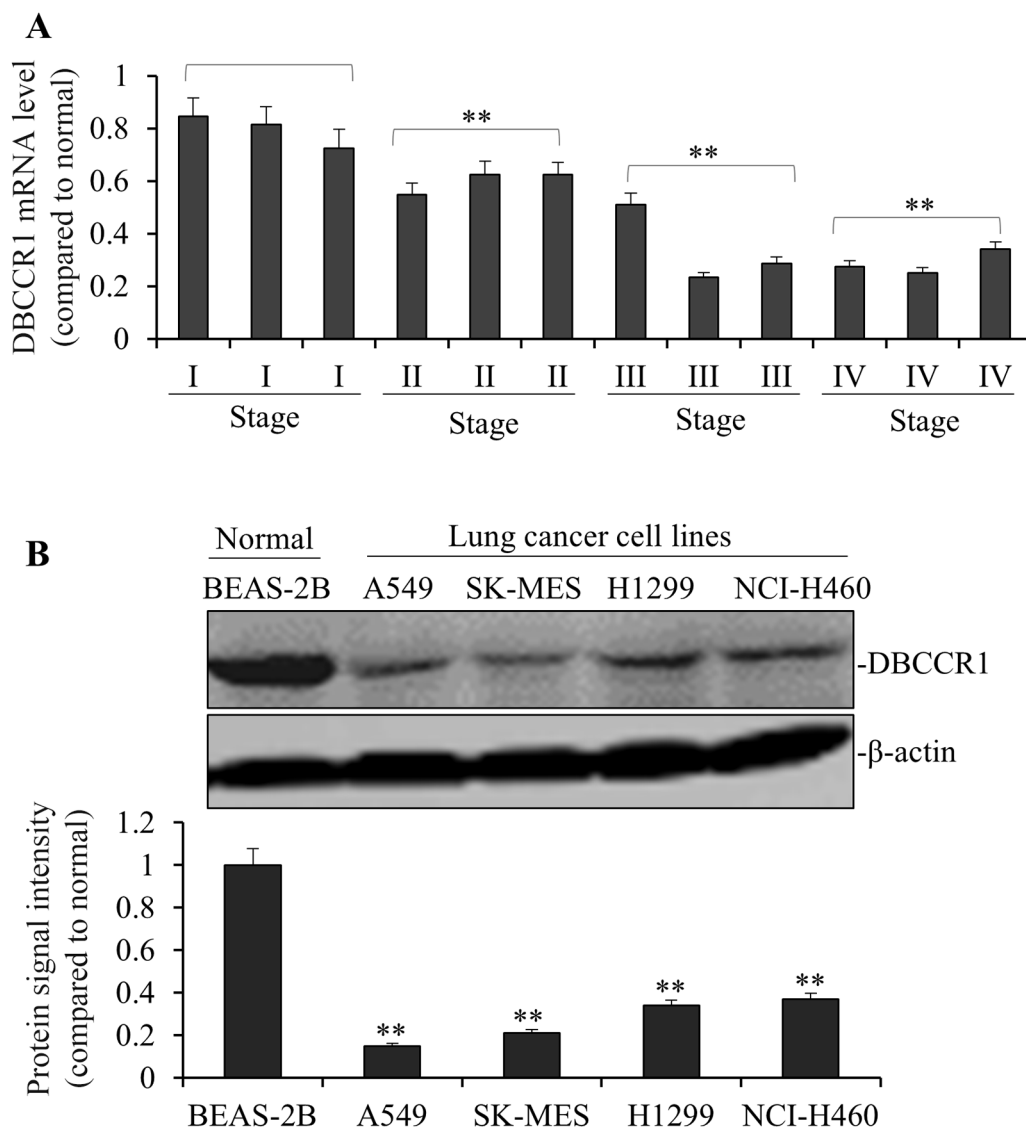 A
DBCCR1 mRNA level
(compared to normal)
1
0.8
0.6
0.4
0.2
0
**
**
**
I I I II II II III III III IV IV IV
Stage Stage Stage Stage
B
Normal Lung cancer cell lines
BEAS-2B A549 SK-MES H1299 NCI-H460
-DBCCR1
-β-actin
Protein signal intensity
(compared to normal)
1.2
1
0.8
0.6
0.4
0.2
0
** ** ** **
BEAS-2B A549 SK-MES H1299 NCI-H460